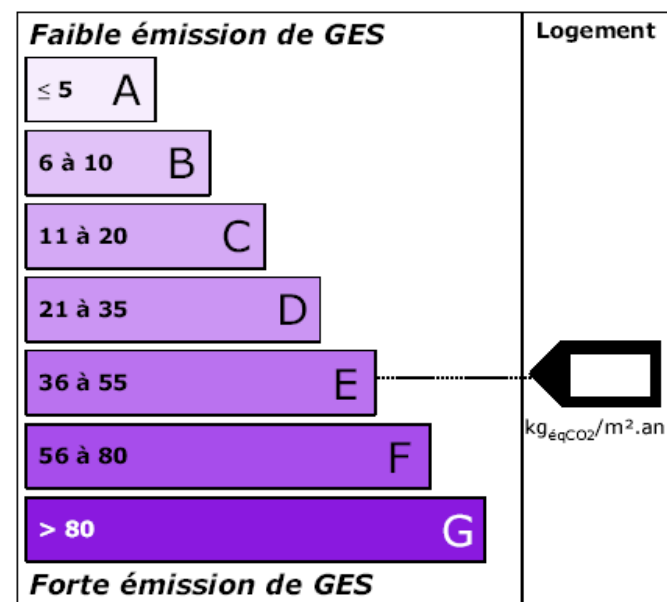 Faible émission de GES
Logement
≤ 5 A
6 à 10 B
11 à 20 C
21 à 35 D
36 à 55 E
kgéqCO2/m².an
56 à 80 F
> 80 G
Forte émission de GES